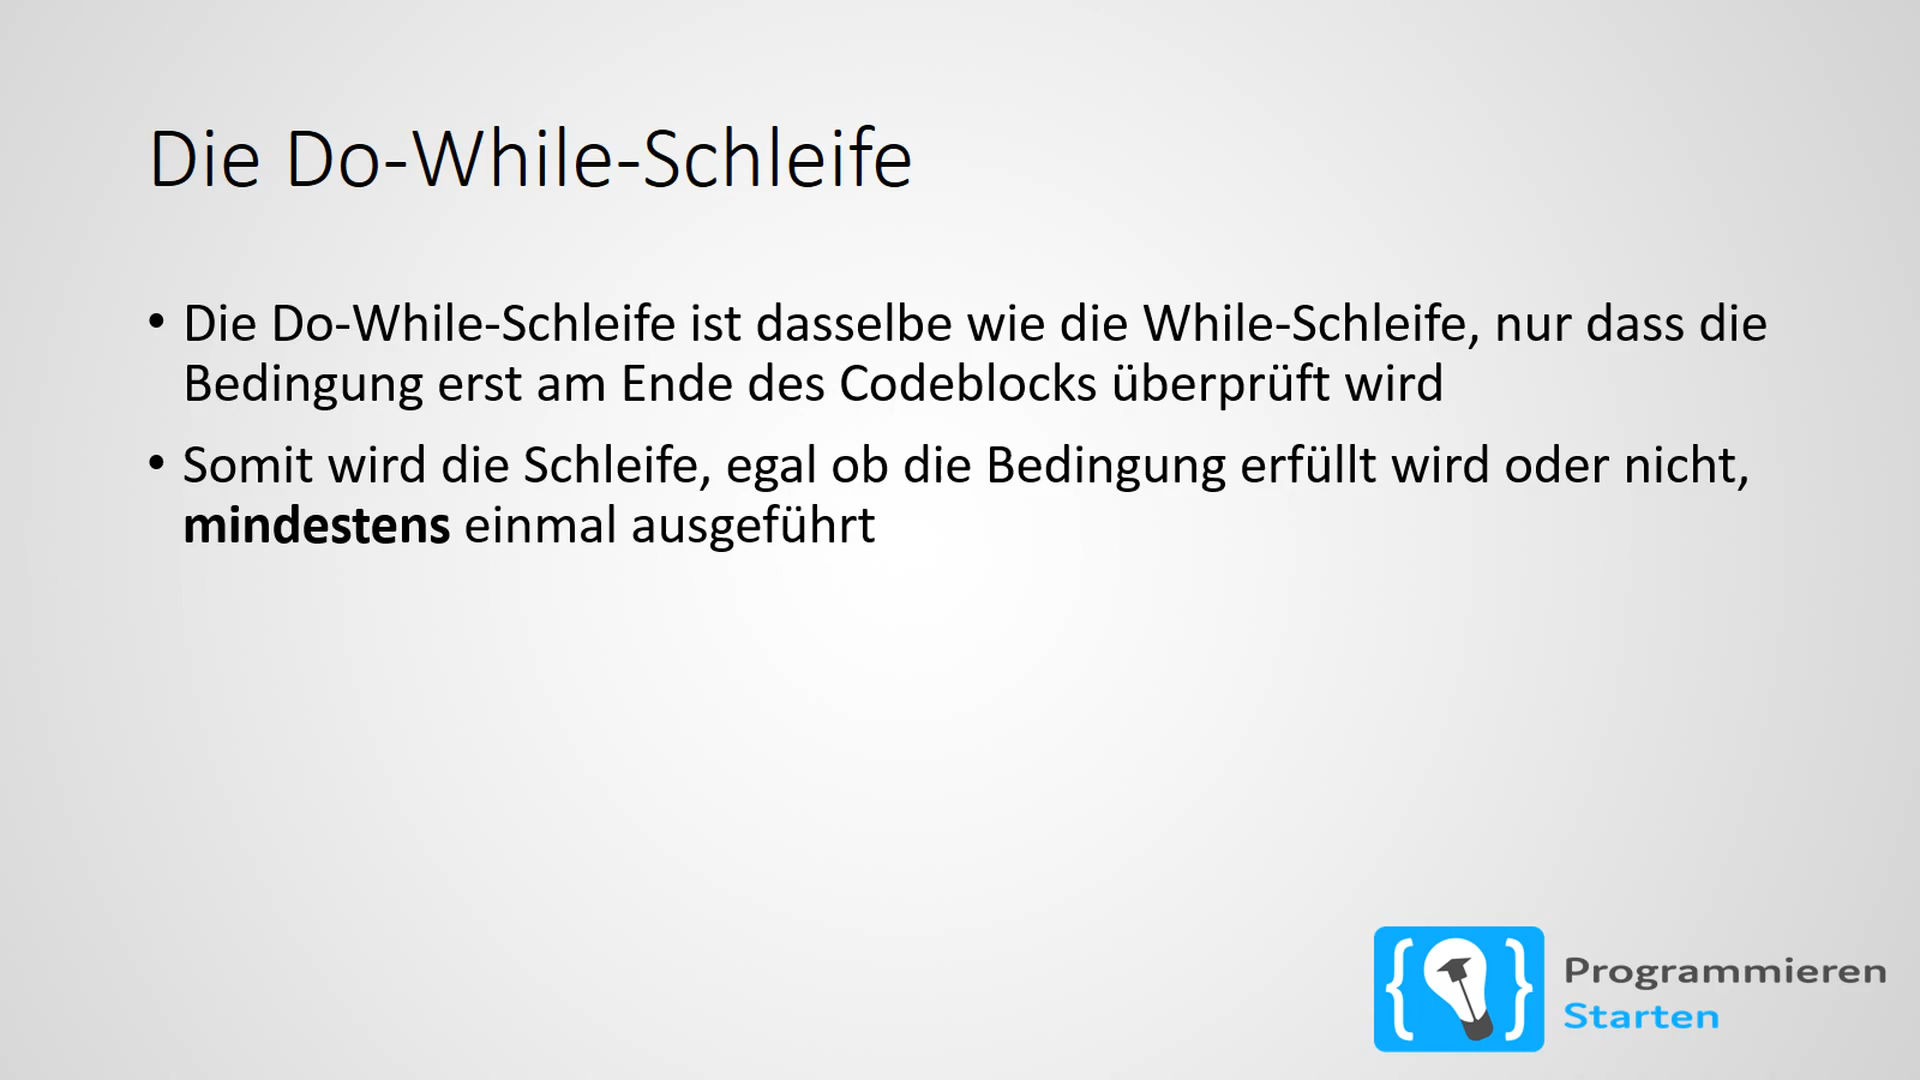 Die Do-While-Schleife
• Die Do-While-Schleife ist dasselbe wie die While-Schleife, nur dass die
Bedingung erst am Ende des Codeblocks überprüft wird
• Somit wird die Schleife, egal ob die Bedingung erfüllt wird oder nicht,
mindestens einmal ausgeführt
Programmieren
Starten